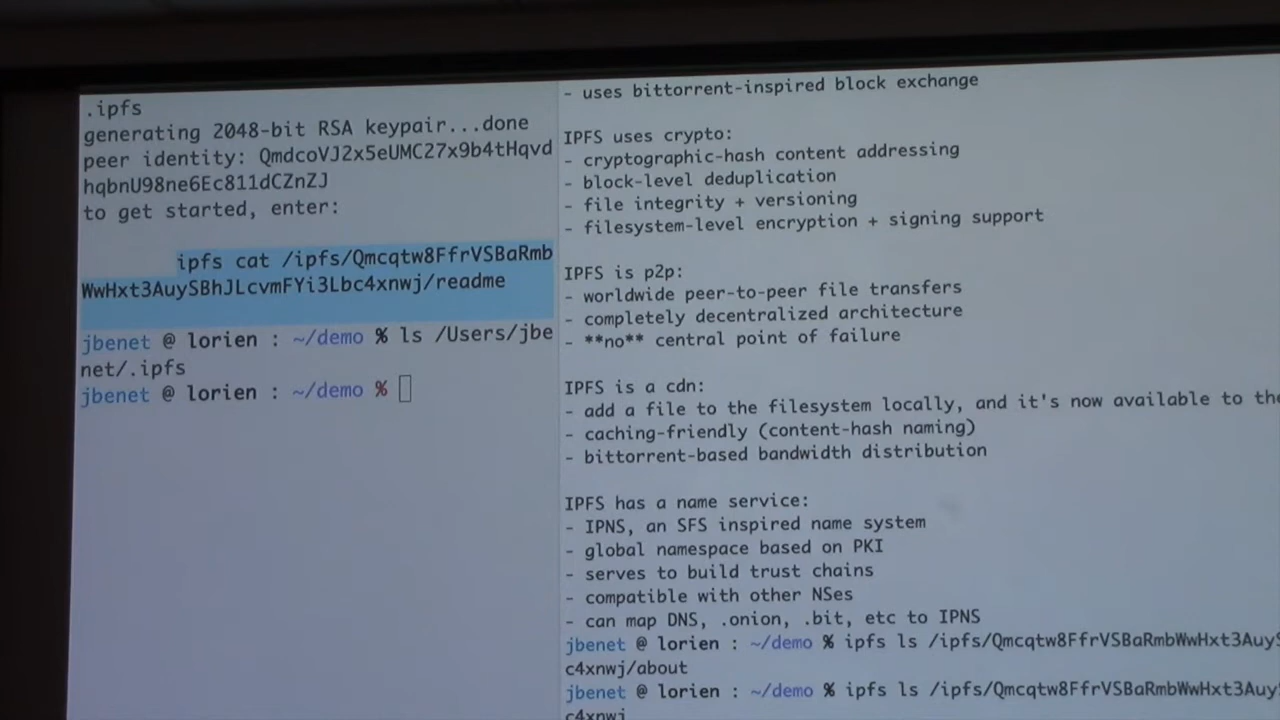 .ipfs
generating 2048-bit RSA keypair...done
peer identity: QmdcoVJ2x5eUMC27x9b4tHqvd
hqbnU98ne6Ec811dCZnZJ
to get started, enter:
ipfs cat /ipfs/Qmcqtw8FfrVSBaRmb
WwHxt3AuySBhJLcvmFYi3Lbc4xnwj/readme
jbenet @ lorien : ~/demo % ls /Users/jbe
net/.ipfs
jbenet @ lorien : ~/demo %
- uses bittorrent-inspired block exchange
IPFS uses crypto:
- cryptographic-hash content addressing
- block-level deduplication
- file integrity + versioning
- filesystem-level encryption + signing support
IPFS is p2p:
- worldwide peer-to-peer file transfers
- completely decentralized architecture
- **no** central point of failure
IPFS is a cdn:
- add a file to the filesystem locally, and it's now available to the
- caching-friendly (content-hash naming)
- bittorrent-based bandwidth distribution
IPFS has a name service:
- IPNS, an SFS inspired name system
- global namespace based on PKI
- serves to build trust chains
- compatible with other NSes
- can map DNS, .onion, .bit, etc to IPNS
jbenet @ lorien : ~/demo % ipfs ls /ipfs/Qmcqtw8FfrVSBaRmbWwHxt3AuyS
c4xnwj/about
jbenet @ lorien : ~/demo % ipfs ls /ipfs/Qmcqtw8FfrVSBaRmbWwHxt3AuyS
c4xnwj